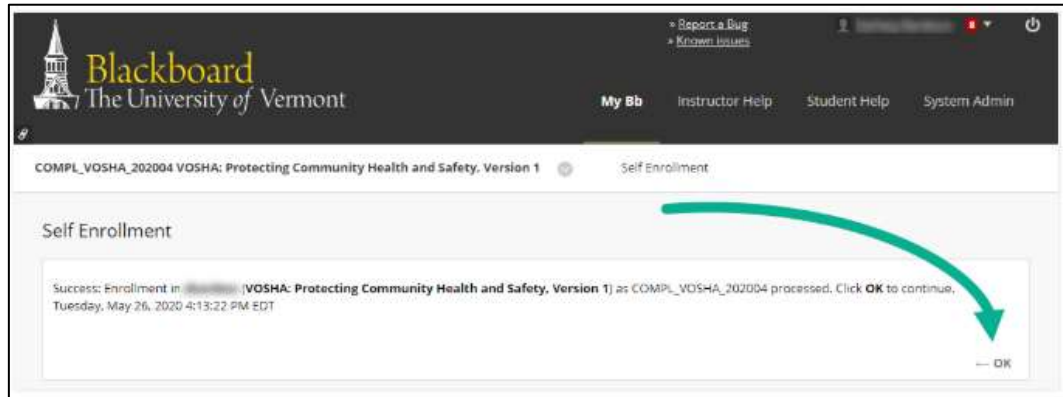 » Report a Bug
» Known issues
Blackboard
The University of Vermont
My Bb Instructor Help Student Help System Admin
COMPL_VOSHA_202004 VOSHA: Protecting Community Health and Safety, Version 1 Self Enrollment
Self Enrollment
Success: Enrollment in (VOSHA: Protecting Community Health and Safety, Version 1) as COMPL_VOSHA_202004 processed. Click OK to continue.
Tuesday, May 26, 2020 4:13:22 PM EDT
← OK